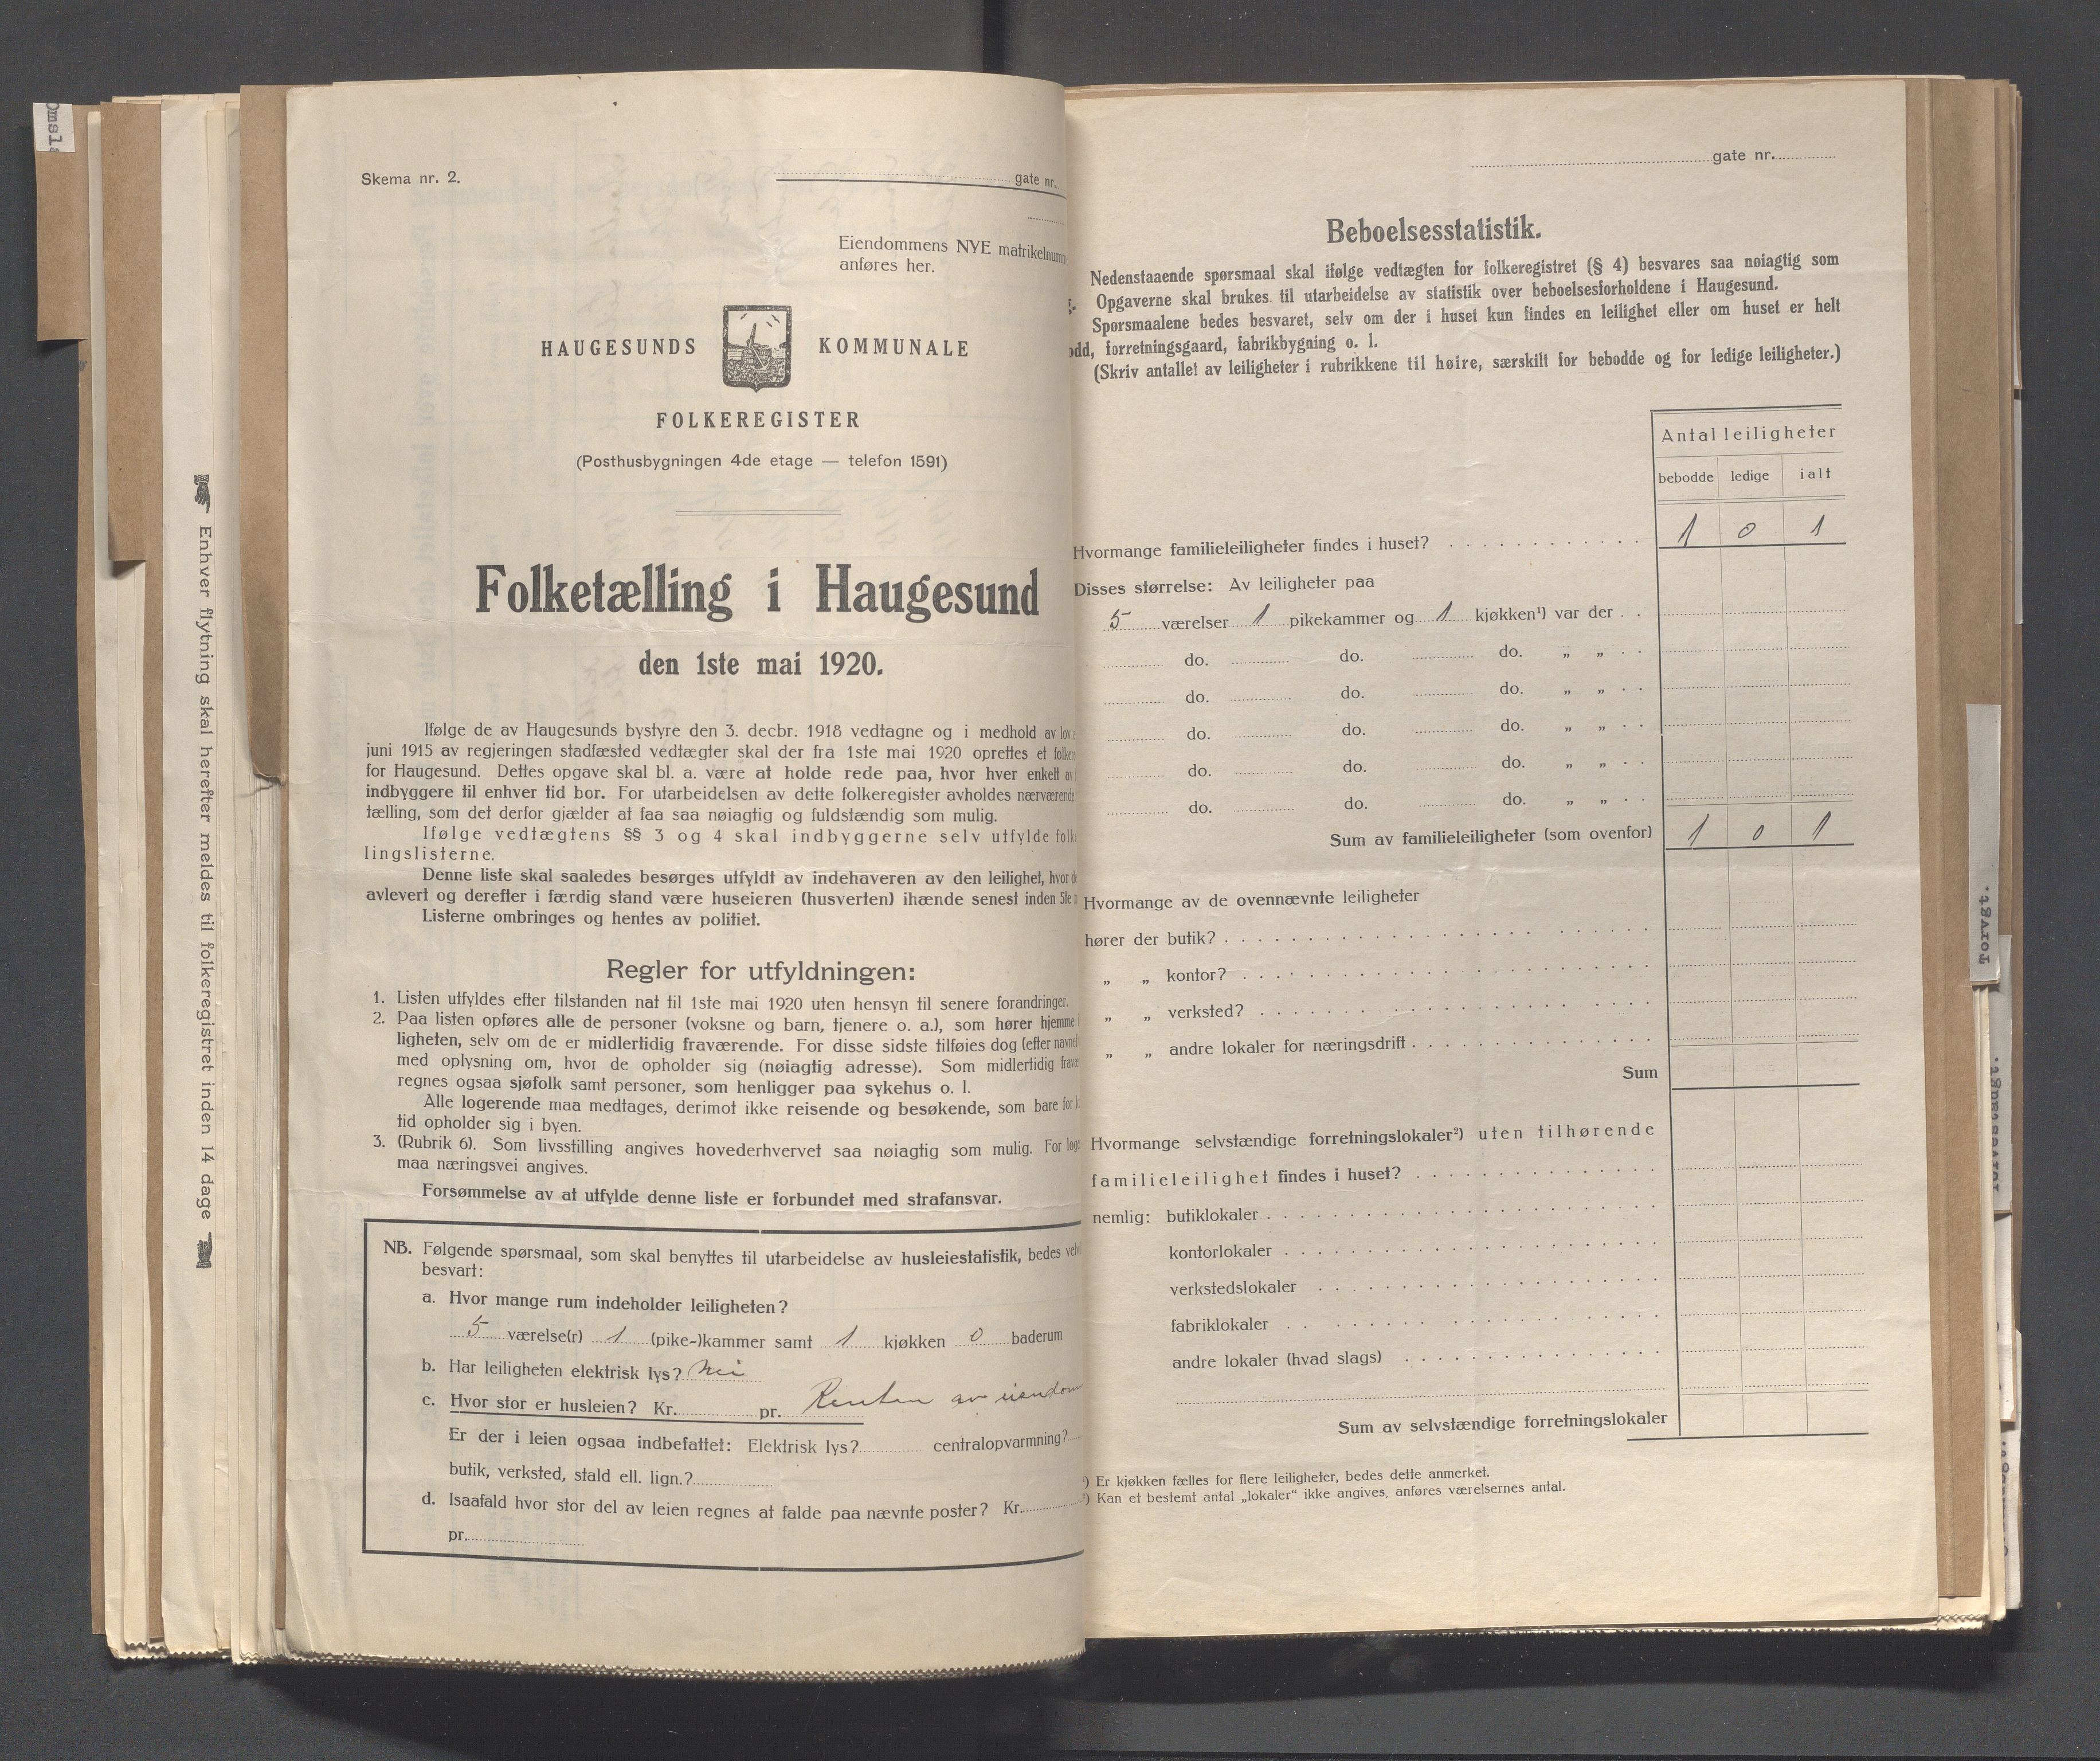 Omsl
Enhver flytning skal herefter meldes til folkeregistret inden 14 dage
Skema nr. 2.
gate nr.
Eiendommens NYE matrikelnumm
anføres her.
HAUGESUNDS KOMMUNALE
FOLKEREGISTER
(Posthusbygningen 4de etage — telefon 1591)
Folketælling i Haugesund
den 1ste mai 1920.
Ifølge de av Haugesunds bystyre den 3. decbr. 1918 vedtagne og i medhold av lov
juni 1915 av regjeringen stadfæsted vedtægter skal der fra 1ste mai 1920 oprettes et folke
for Haugesund. Dettes opgave skal bl. a. være at holde rede paa, hvor hver enkelt av
indbyggere til enhver tid bor. For utarbeidelsen av dette folkeregister avholdes nærværende
tælling, som det derfor gjælder at faa saa nøiagtig og fuldstændig som mulig.
Ifølge vedtægtens §§ 3 og 4 skal indbyggerne selv utfylde folk
lingslisterne.
Denne liste skal saaledes besørges utfyldt av indehaveren av den leilighet, hvor de
avlevert og derefter i færdig stand være huseieren (husverten) ihænde senest inden 5te
Listerne ombringes og hentes av politiet.
Regler for utfyldningen:
1. Listen utfyldes efter tilstanden nat til 1ste mai 1920 uten hensyn til senere forandringer.
2. Paa listen opføres alle de personer (voksne og barn, tjenere o. a.), som hører hjemme
ligheten, selv om de er midlertidig fraværende. For disse sidste tilføies dog (efter navnet
med oplysning om, hvor de opholder sig (nøiagtig adresse). Som midlertidig fravæ
regnes ogsaa sjøfolk samt personer, som henligger paa sykehus o. l.
Alle logerende maa medtages, derimot ikke reisende og besøkende, som bare for k
tid opholder sig i byen.
3. (Rubrik 6). Som livsstilling angives hovederhvervet saa nøiagtig som mulig. For loge
maa næringsvei angives.
Forsømmelse av at utfylde denne liste er forbundet med strafansvar.
NB. Følgende spørsmaal, som skal benyttes til utarbeidelse av husleiestatistik, bedes velv
besvart:
a. Hvor mange rum indeholder leiligheten?
5 værelse(r) 1 (pike-)kammer samt 1 kjøkken 0 baderum
b. Har leiligheten elektrisk lys? Nei
c. Hvor stor er husleien? Kr. pr. Renten av eiendom
Er der i leien ogsaa indbefattet: Elektrisk lys? centralopvarmning?
butik, verksted, stald ell. lign.?
d. Isaafald hvor stor del av leien regnes at falde paa nævnte poster? Kr.
pr.
gate nr.
Beboelsesstatistik.
Nedenstaaende spørsmaal skal ifølge vedtægten for folkeregistret (§ 4) besvares saa nøiagtig som
g. Opgaverne skal brukes til utarbeidelse av statistik over beboelsesforholdene i Haugesund.
Spørsmaalene bedes besvaret, selv om der i huset kun findes en leilighet eller om huset er helt
odd, forretningsgaard, fabrikbygning o. l.
(Skriv antallet av leiligheter i rubrikkene til høire, særskilt for bebodde og for ledige leiligheter.)
Antal leiligheter
bebodde ledige ialt
Hvormange familieleiligheter findes i huset? 1 0 1
Disses størrelse: Av leiligheter paa
5 værelser 1 pikekammer og 1 kjøkken¹) var der
do. do. do. „ „
do. do. do. „ „
do. do. do. „ „
do. do. do. „ „
do. do. do. „ „
Sum av familieleiligheter (som ovenfor) 1 0 1
Hvormange av de ovennævnte leiligheter
hører der butik?
„ „ kontor?
„ „ verksted?
„ „ andre lokaler for næringsdrift
Sum
Hvormange selvstændige forretningslokaler²) uten tilhørende
familieleilighet findes i huset?
nemlig: butiklokaler
kontorlokaler
verkstedslokaler
fabriklokaler
andre lokaler (hvad slags)
Sum av selvstændige forretningslokaler
¹) Er kjøkken fælles for flere leiligheter, bedes dette anmerket.
²) Kan et bestemt antal „lokaler“ ikke angives, anføres værelsernes antal.
Torvgt.